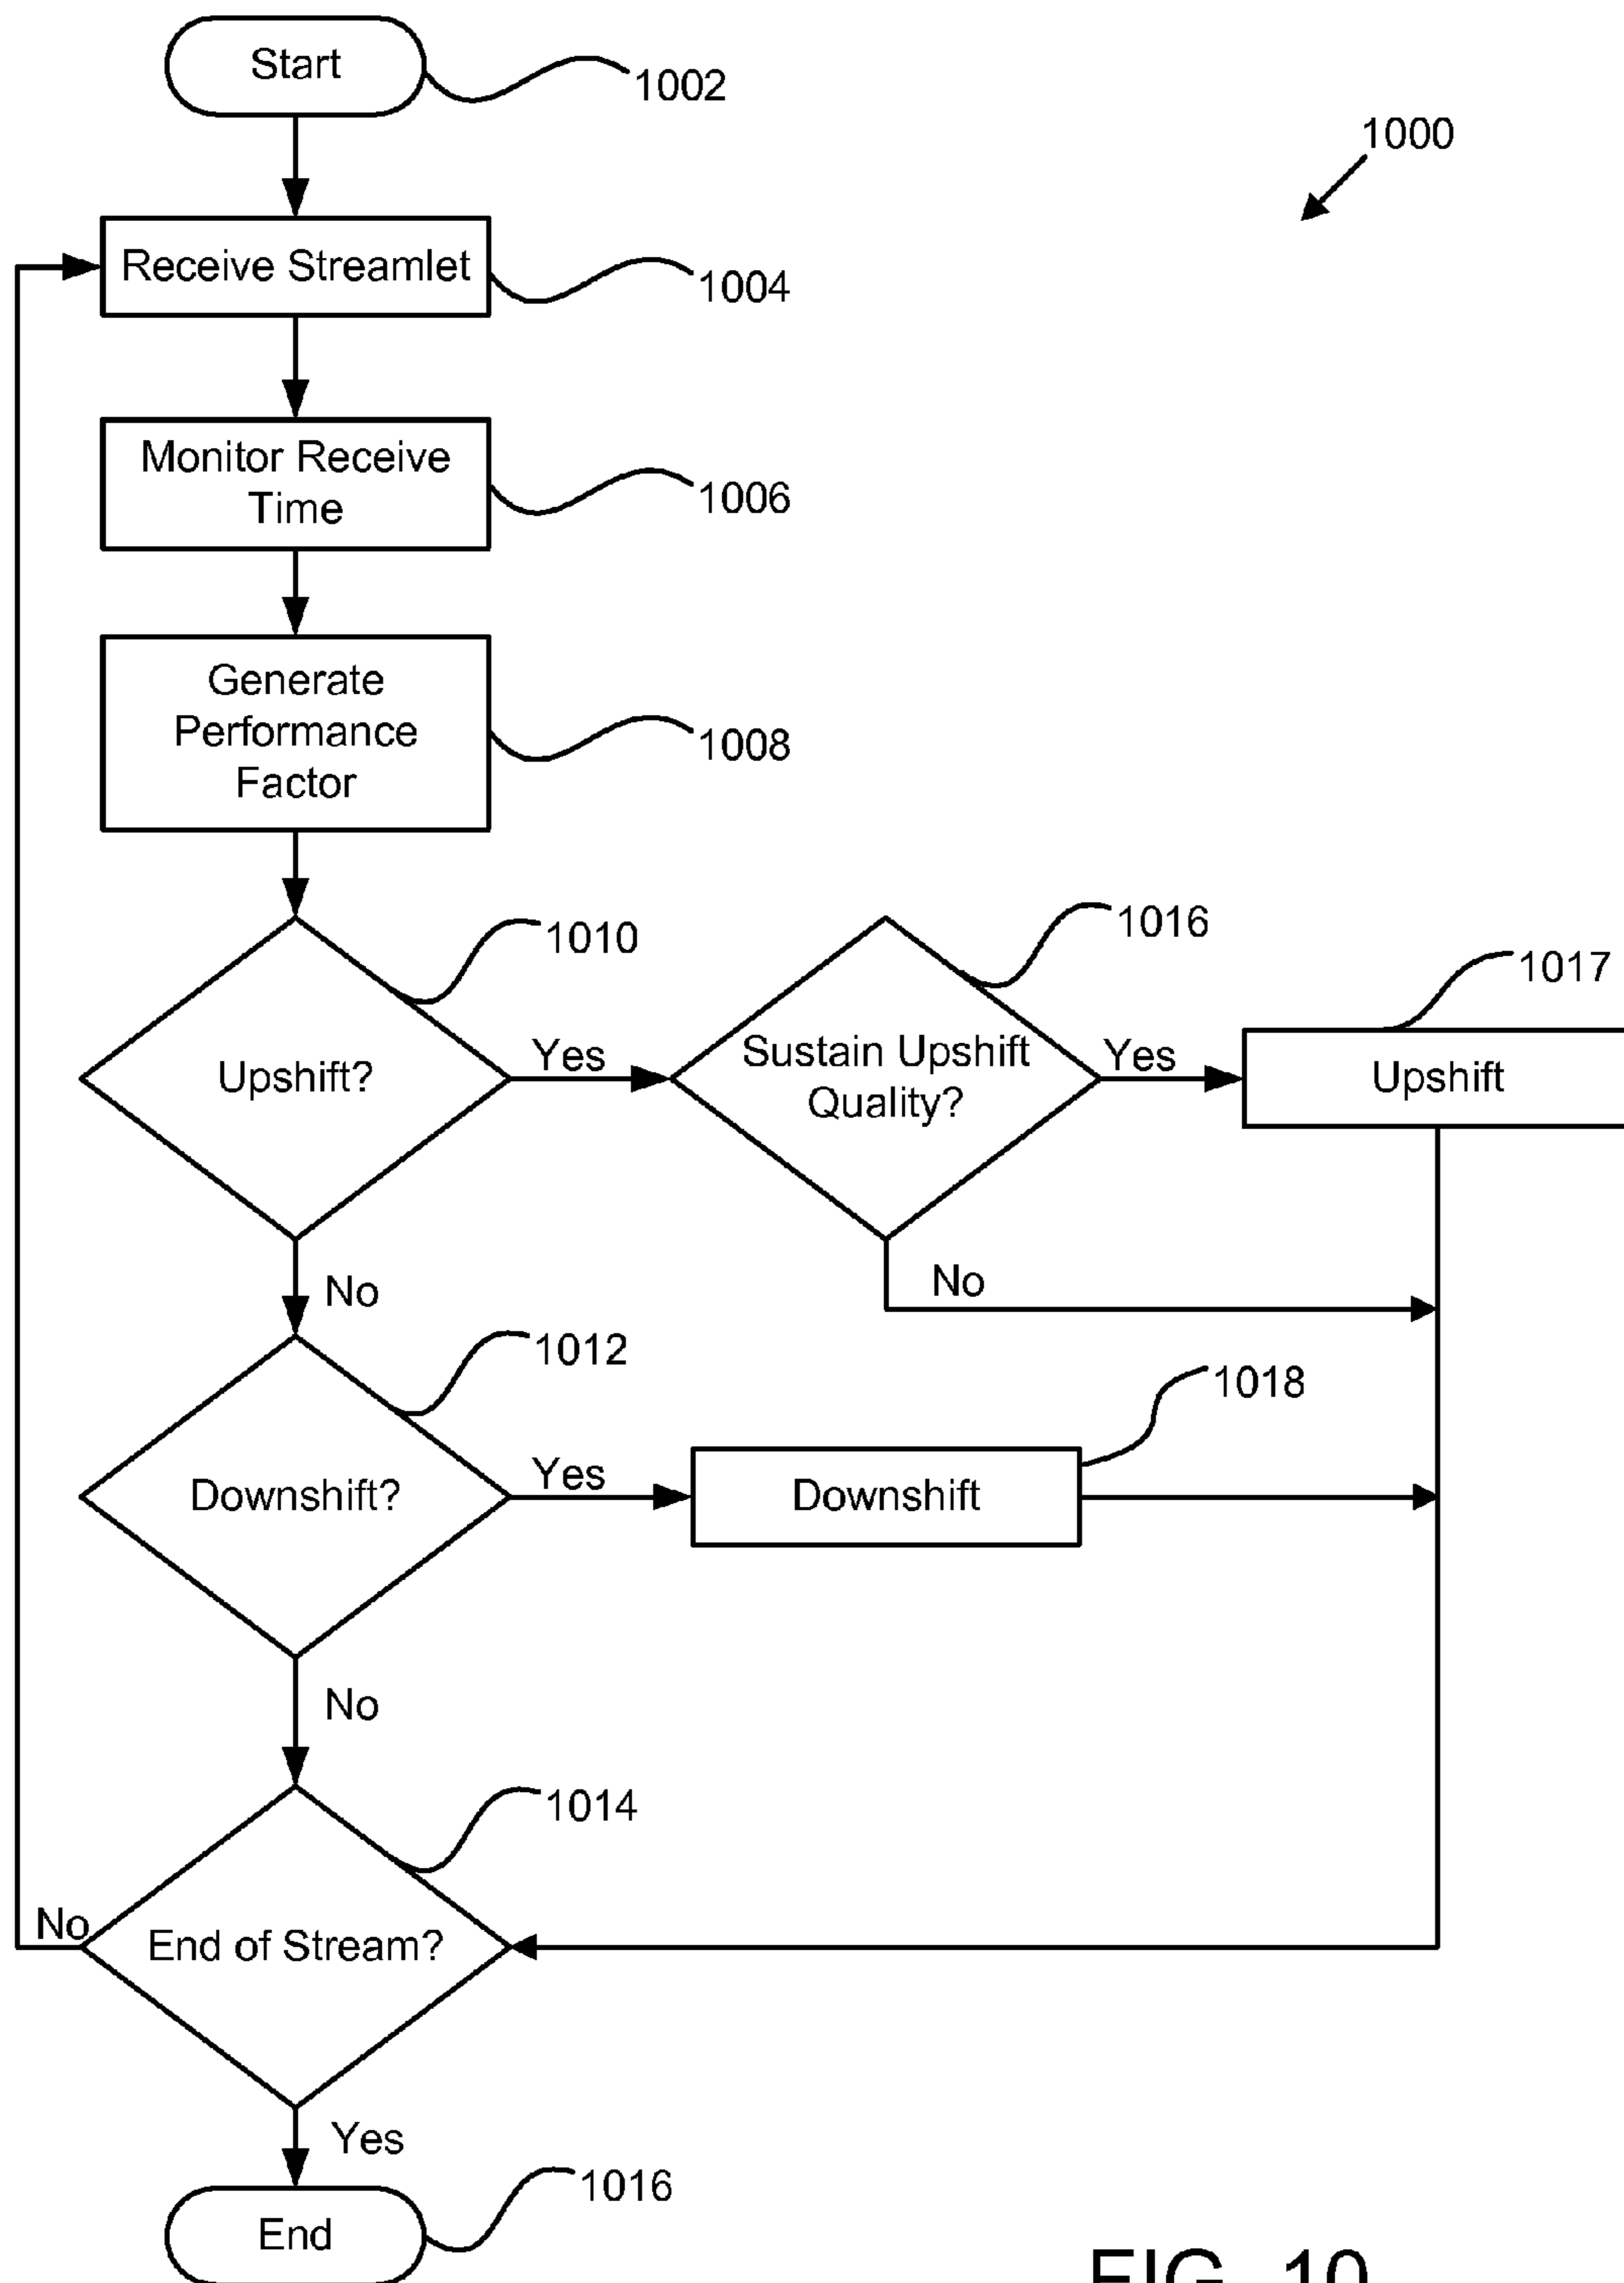 Start
1002
1000
Receive Streamlet
1004
Monitor Receive
Time
1006
Generate
Performance
Factor
1008
1010
1016
1017
Upshift?
Yes
Sustain Upshift
Quality?
Yes
Upshift
No
No
1012
1018
Downshift?
Yes
Downshift
No
1014
No
End of Stream?
Yes
1016
End
FIG. 10